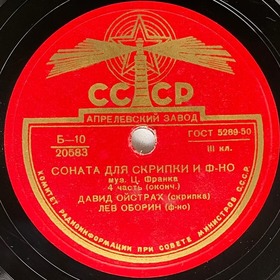 СССР
АПРЕЛЕВСКИЙ ЗАВОД
Б—10
20583
ГОСТ 5289-50
III кл.
СОНАТА ДЛЯ СКРИПКИ И Ф-НО
муз. Ц. Франка
4 часть (оконч.)
ДАВИД ОЙСТРАХ (скрипка)
ЛЕВ ОБОРИН (ф-но)
КОМИТЕТ РАДИОИНФОРМАЦИИ ПРИ СОВЕТЕ МИНИСТРОВ СССР.